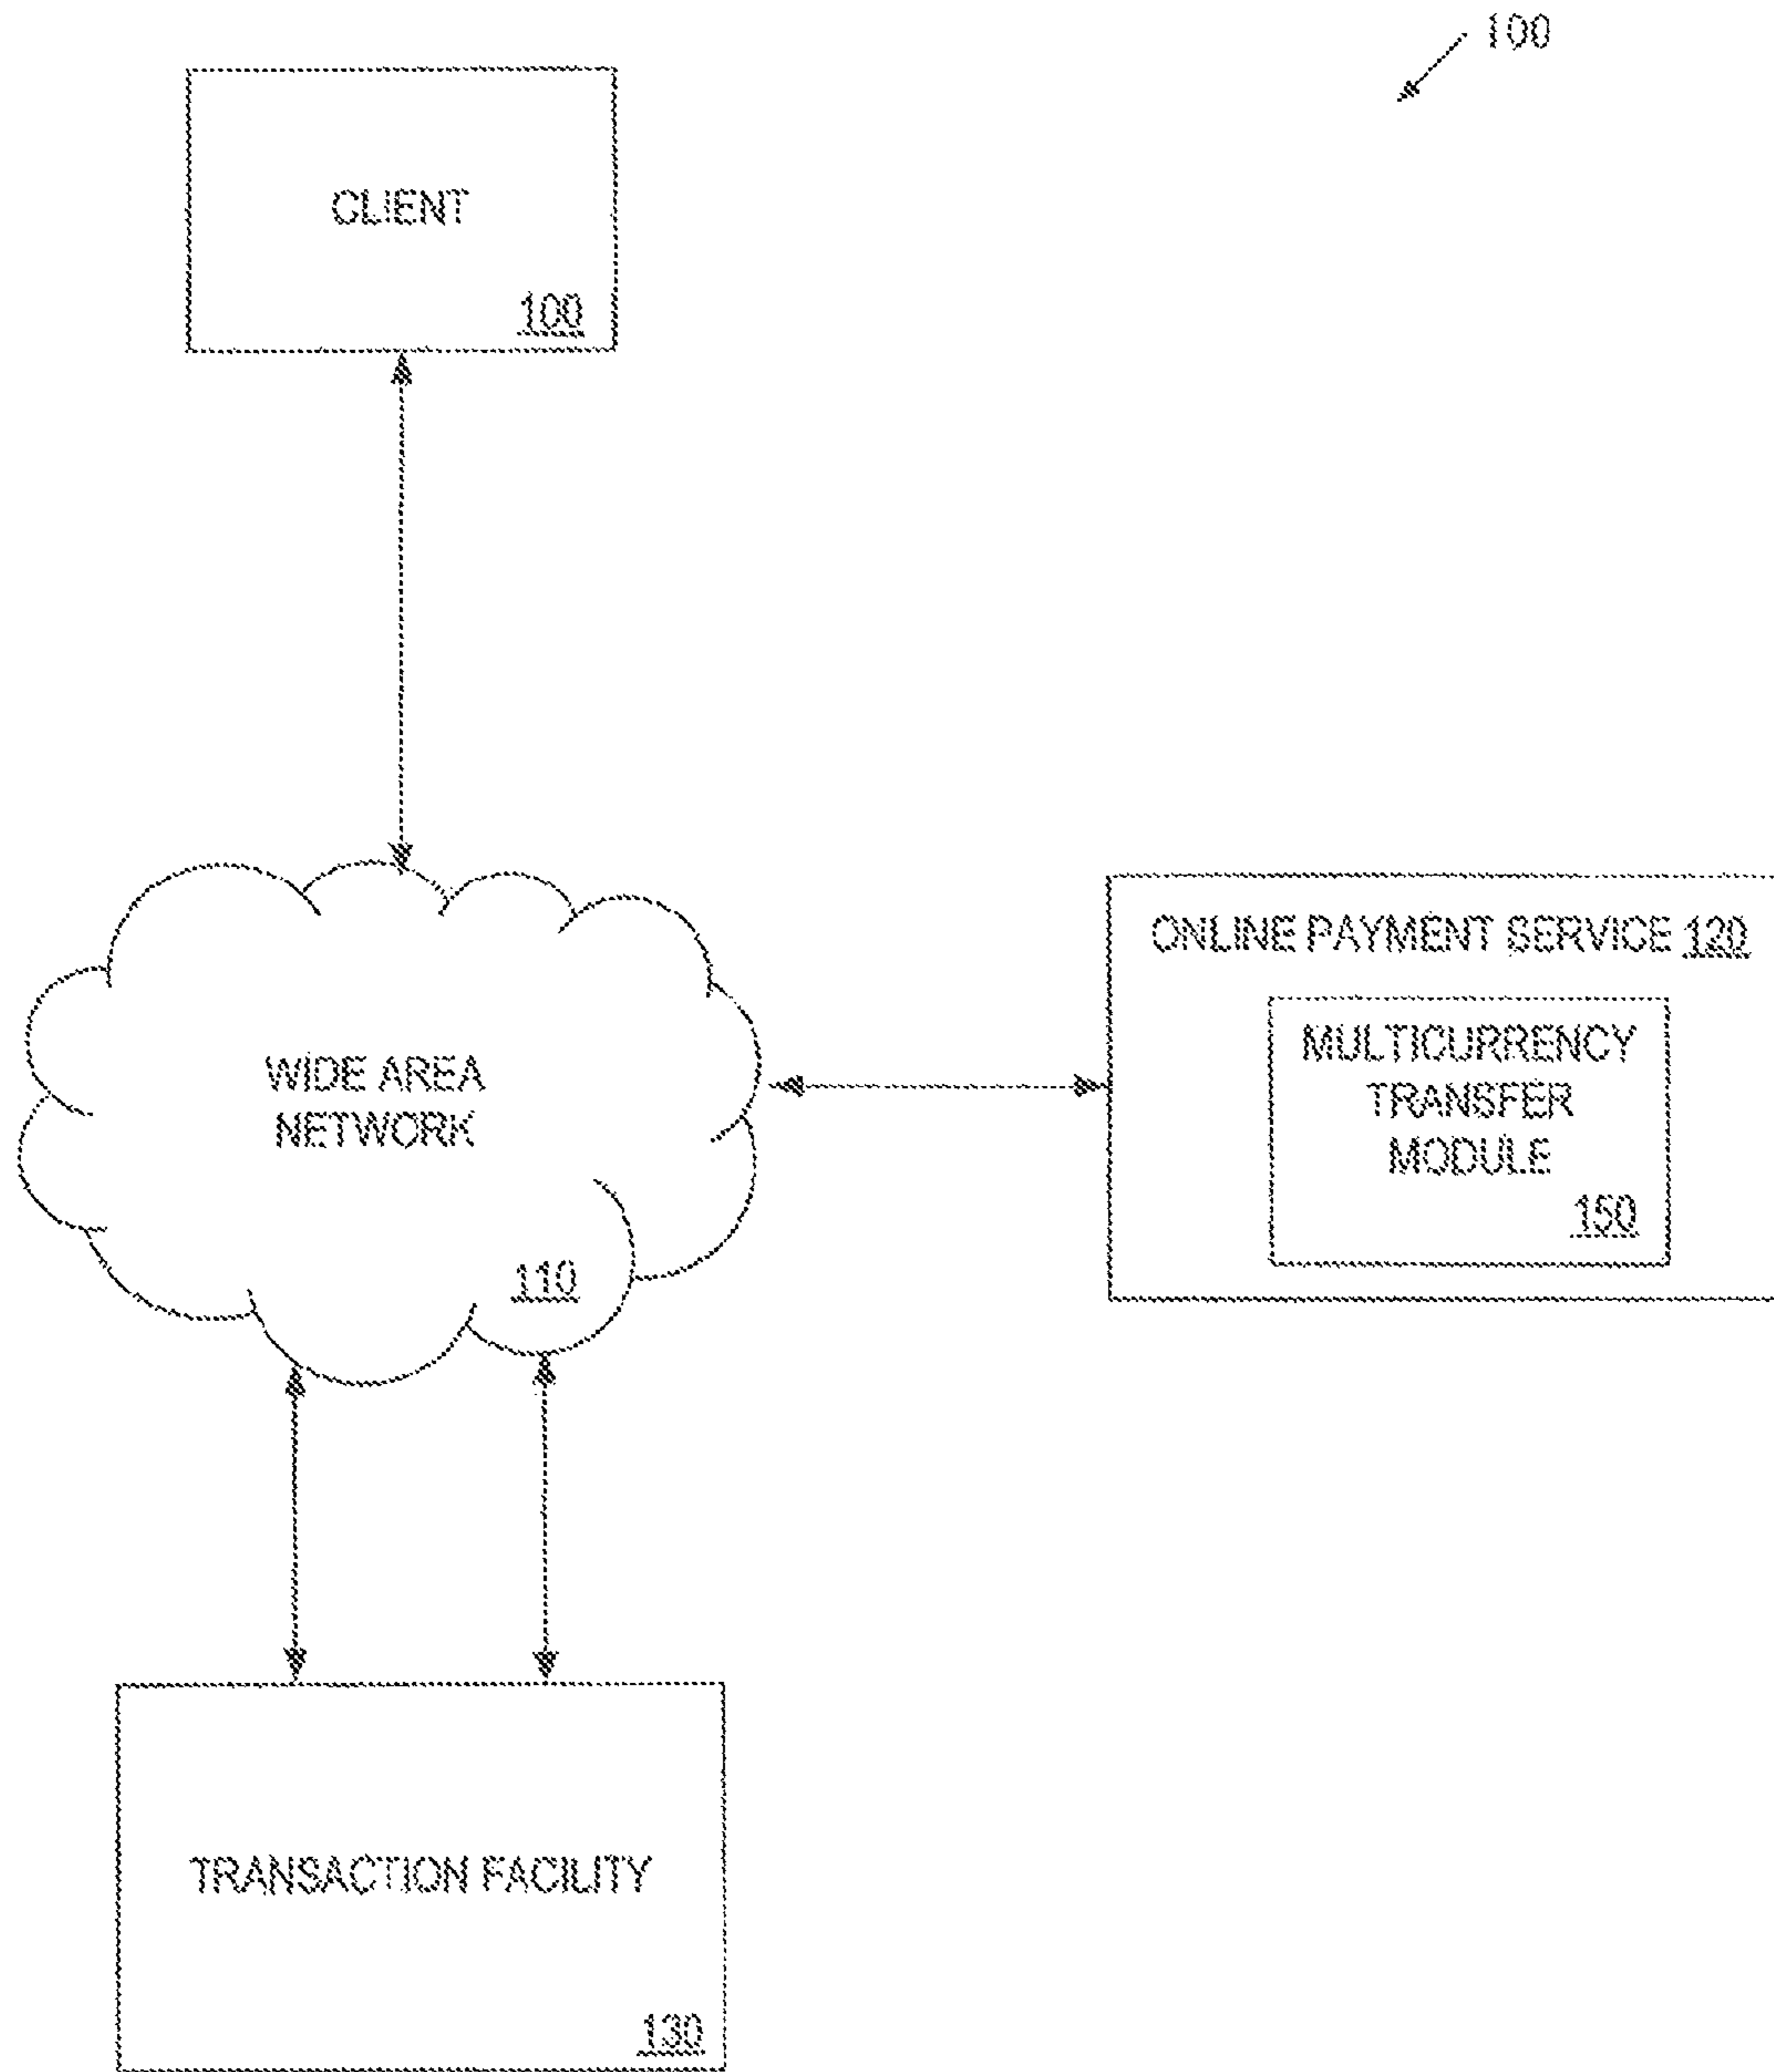 100
CLIENT
100
ONLINE PAYMENT SERVICE 120
MULTICURRENCY
TRANSFER
MODULE
150
WIDE AREA
NETWORK
110
TRANSACTION FACILITY
130